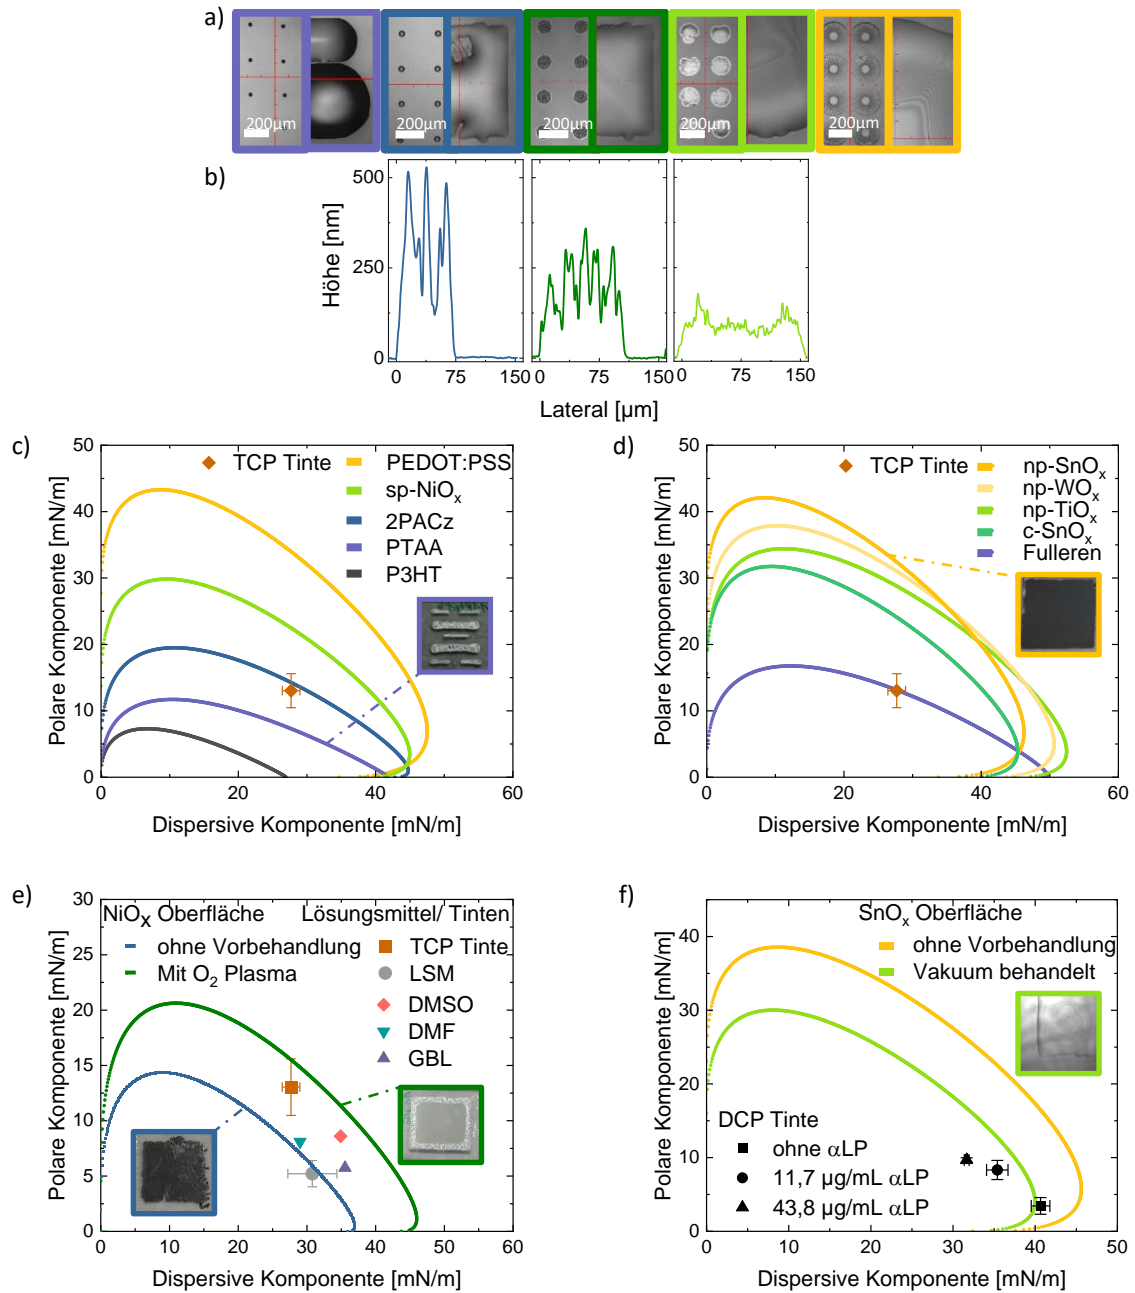 a)
200µm
200µm
200µm
200µm
200µm
b)
Höhe [nm]
500
250
0
0 75 150
0 75 150
0 75 150
Lateral [µm]
c)
Polare Komponente [mN/m]
50
40
30
20
10
0
TCP Tinte
PEDOT:PSS
sp-NiOx
2PACz
PTAA
P3HT
0 20 40 60
Dispersive Komponente [mN/m]
d)
Polare Komponente [mN/m]
50
40
30
20
10
0
TCP Tinte
np-SnOx
np-WOx
np-TiOx
c-SnOx
Fulleren
0 20 40 60
Dispersive Komponente [mN/m]
e)
Polare Komponente [mN/m]
30
25
20
15
10
5
0
NiOX Oberfläche
ohne Vorbehandlung
Mit O2 Plasma
Lösungsmittel/ Tinten
TCP Tinte
LSM
DMSO
DMF
GBL
0 10 20 30 40 50 60
Dispersive Komponente [mN/m]
f)
Polare Komponente [mN/m]
40
30
20
10
0
SnOx Oberfläche
ohne Vorbehandlung
Vakuum behandelt
DCP Tinte
ohne αLP
11,7 µg/mL αLP
43,8 µg/mL αLP
0 10 20 30 40 50
Dispersive Komponente [mN/m]